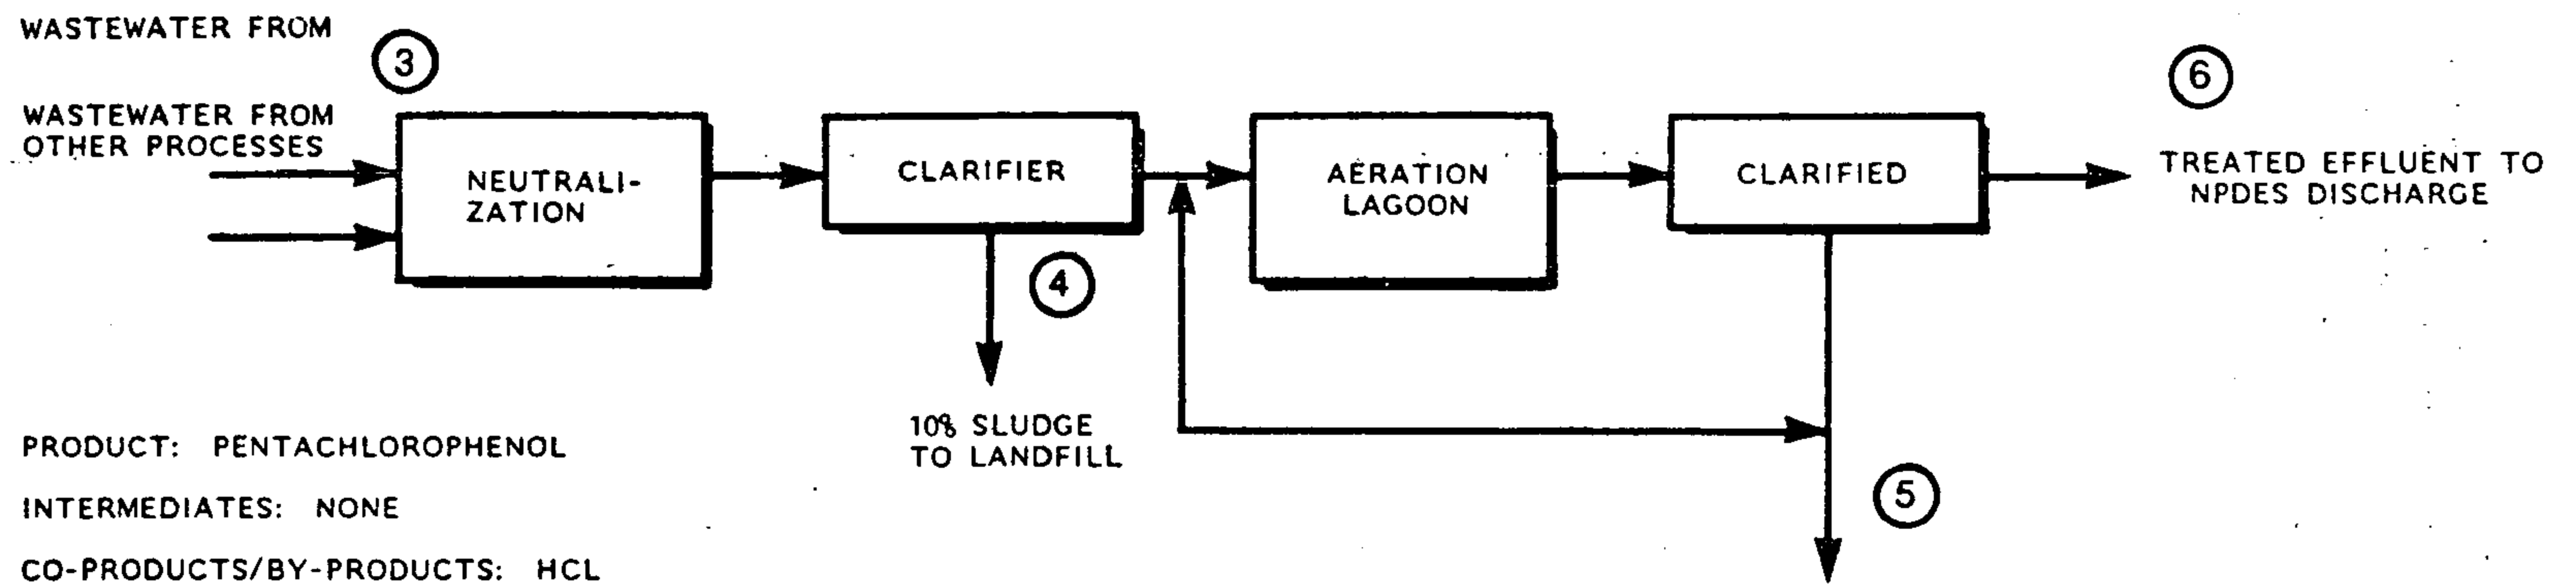 WASTEWATER FROM
3
6
WASTEWATER FROM
OTHER PROCESSES
NEUTRALI-
ZATION
CLARIFIER
AERATION
LAGOON
CLARIFIED
TREATED EFFLUENT TO
NPDES DISCHARGE
4
10% SLUDGE
TO LANDFILL
5
PRODUCT: PENTACHLOROPHENOL
INTERMEDIATES: NONE
CO-PRODUCTS/BY-PRODUCTS: HCL